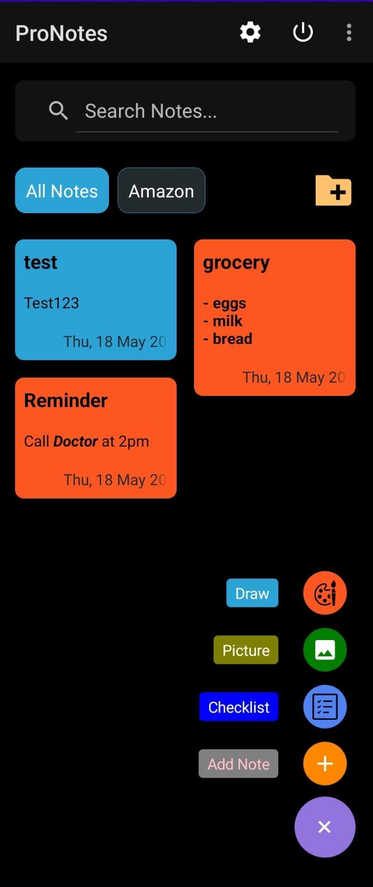 ProNotes
Search Notes...
All Notes
Amazon
test
Test123
Thu, 18 May 20
grocery
- eggs
- milk
- bread
Thu, 18 May 20
Reminder
Call Doctor at 2pm
Thu, 18 May 20
Draw
Picture
Checklist
Add Note